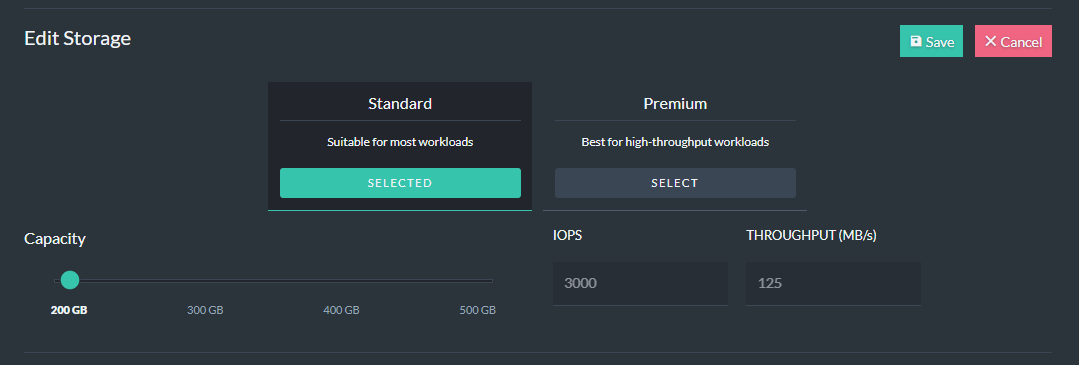 Edit Storage
Save
Cancel
Standard
Suitable for most workloads
SELECTED
Premium
Best for high-throughput workloads
SELECT
Capacity
200 GB 300 GB 400 GB 500 GB
IOPS
3000
THROUGHPUT (MB/s)
125